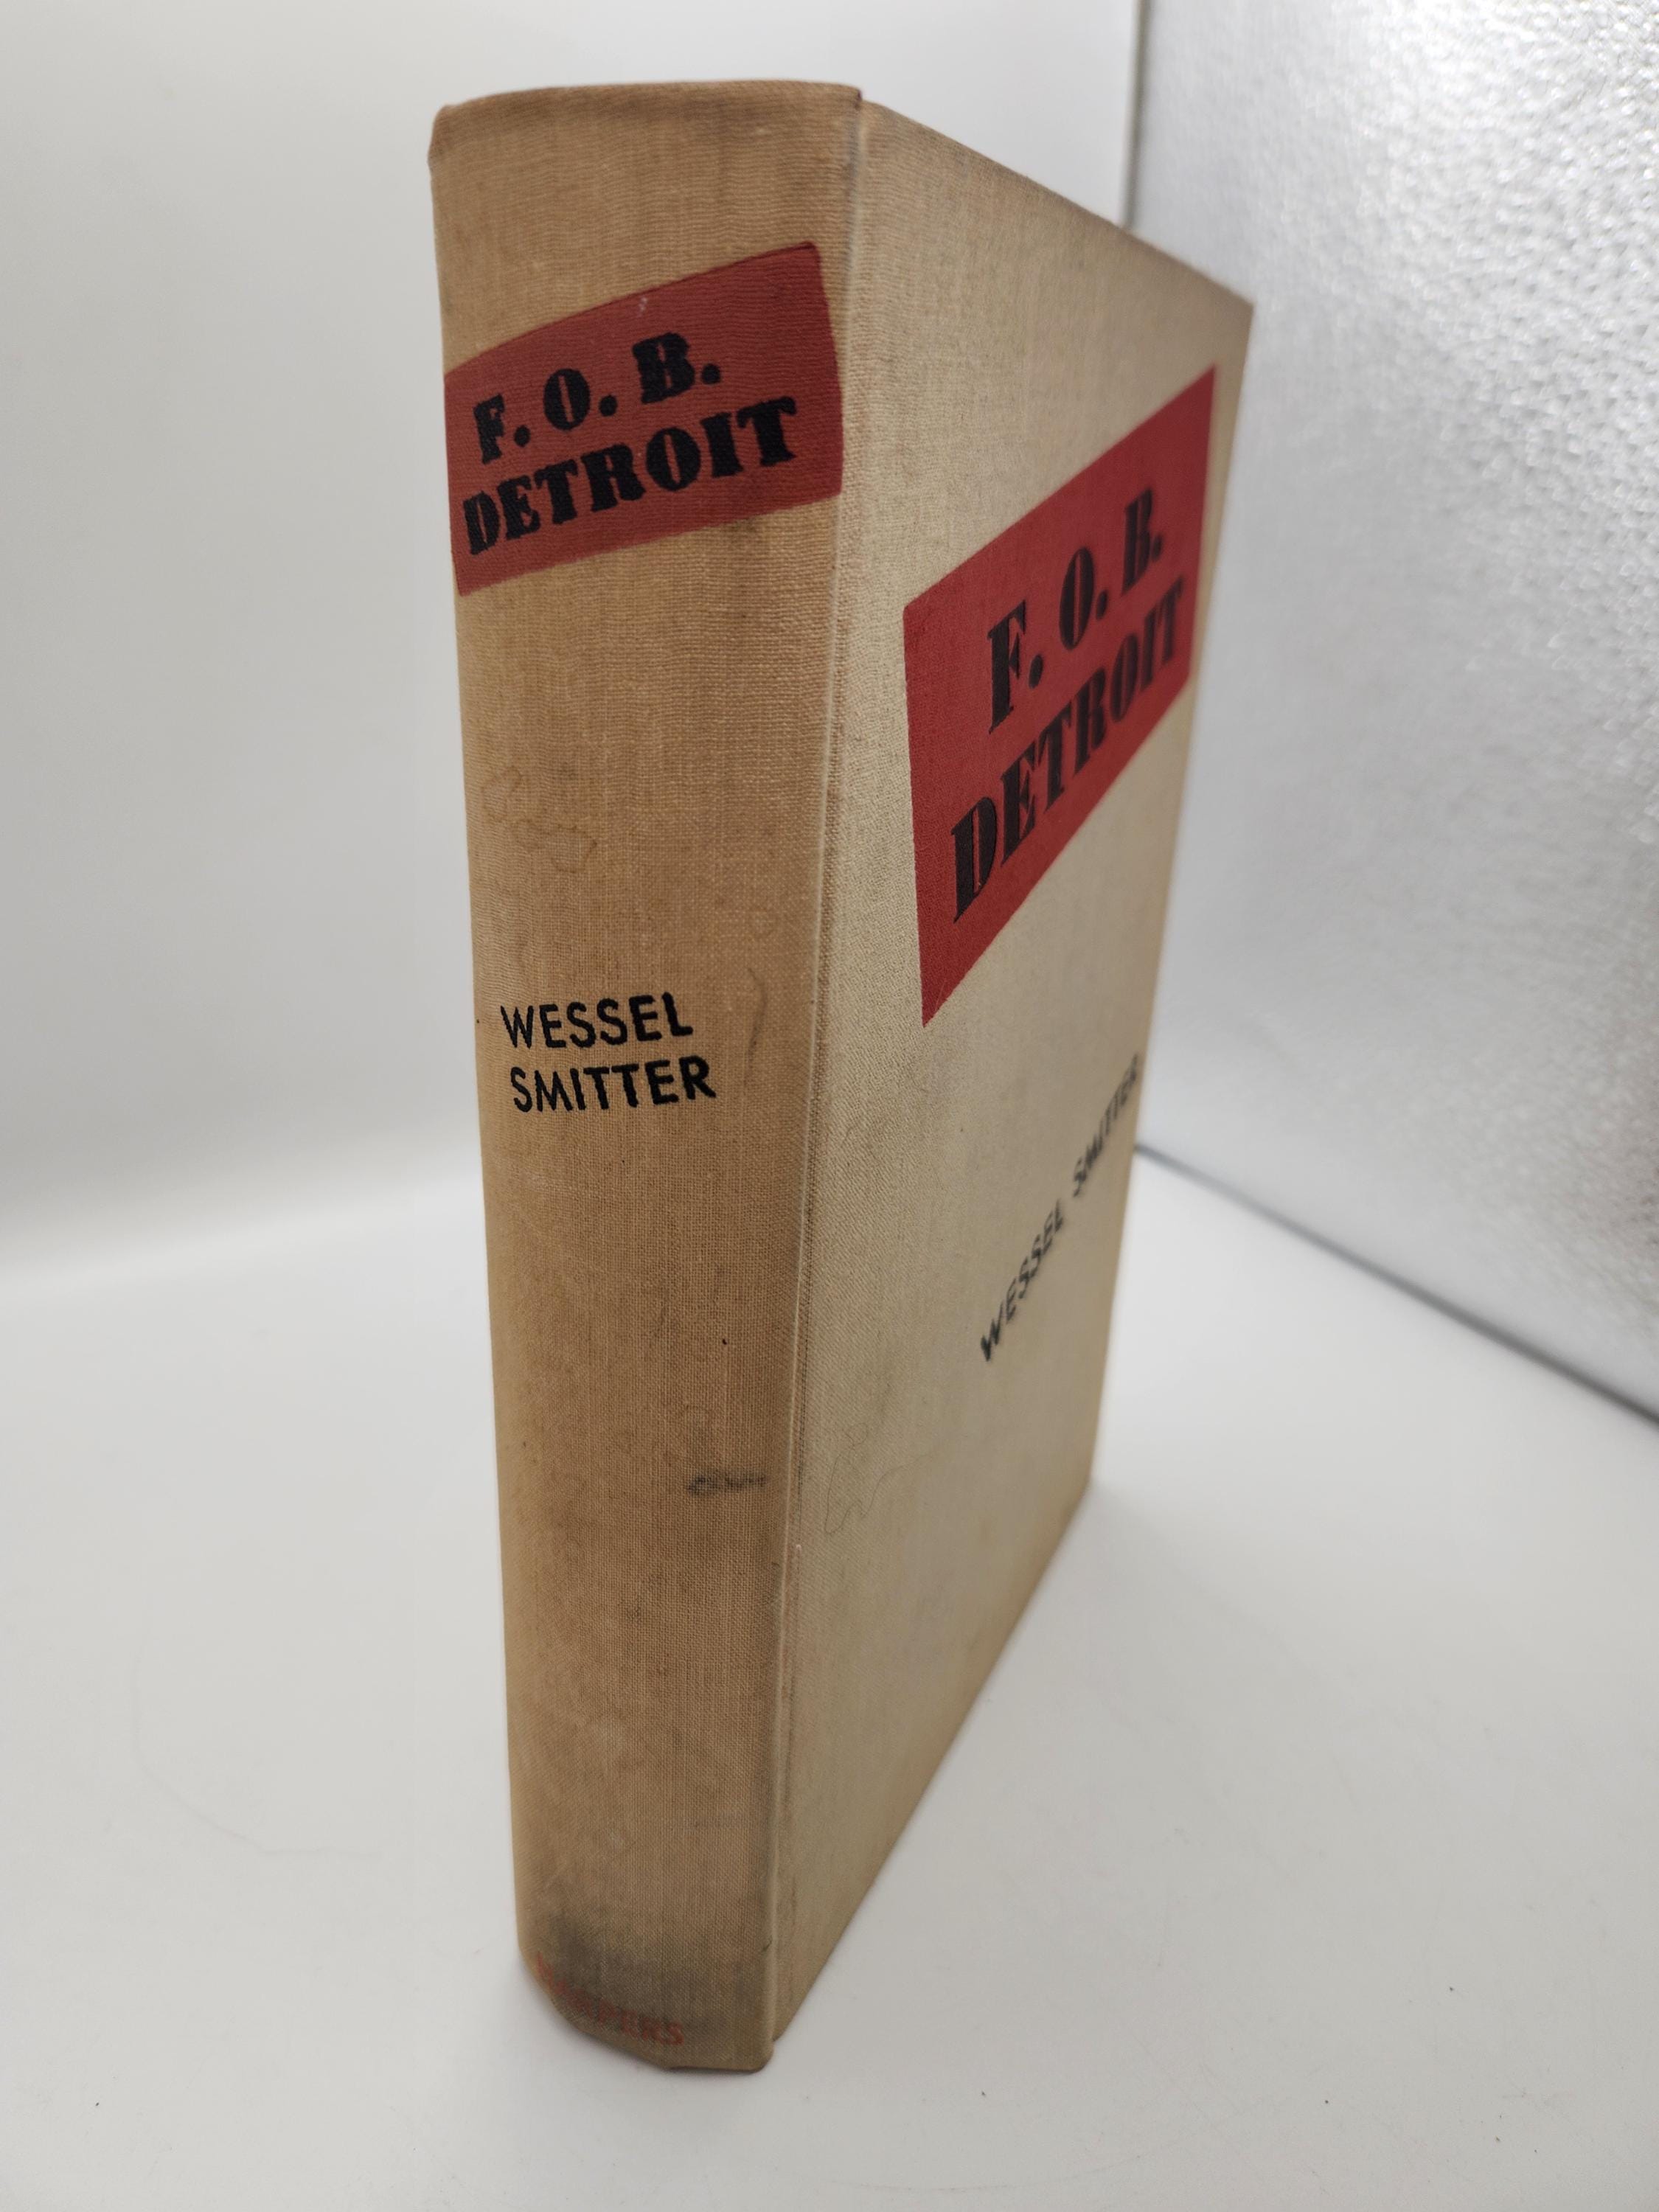 F. O. B.
DETROIT
WESSEL
SMITTER
HARPERS
F. O. B.
DETROIT
WESSEL SMITTER